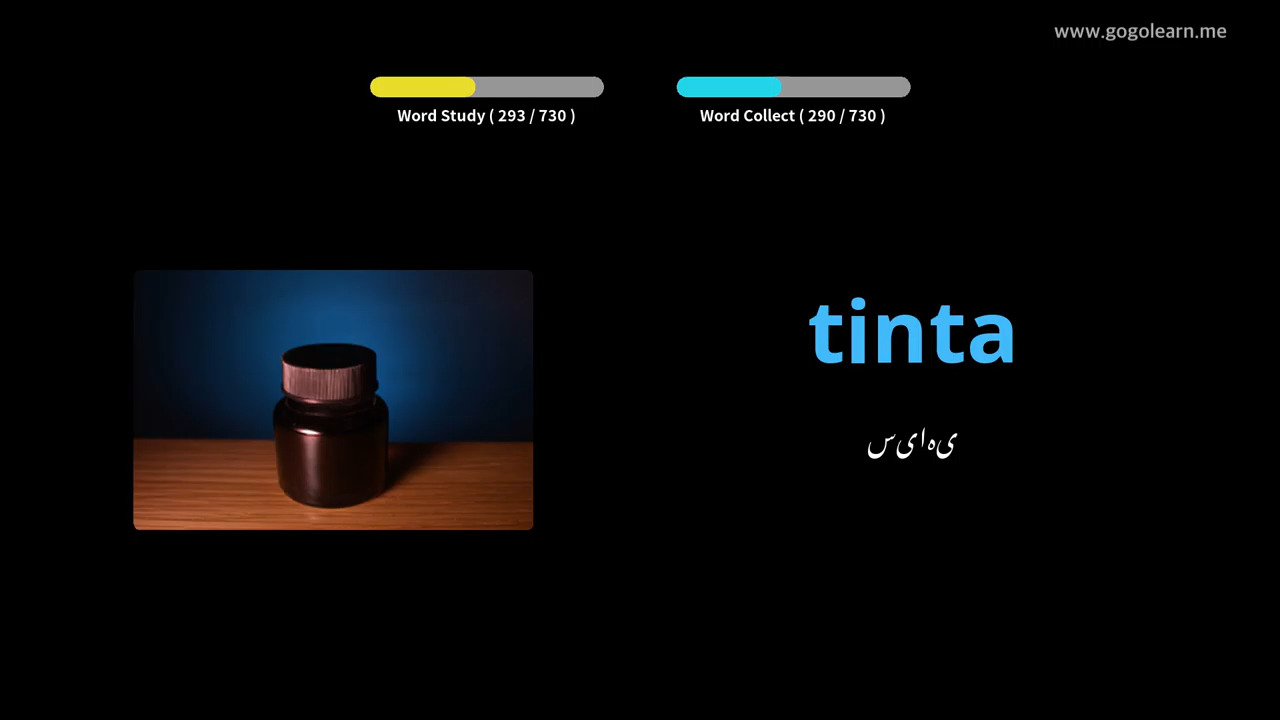 www.gogolearn.me
Word Study ( 293 / 730 )
Word Collect ( 290 / 730 )
tinta
سیاہی